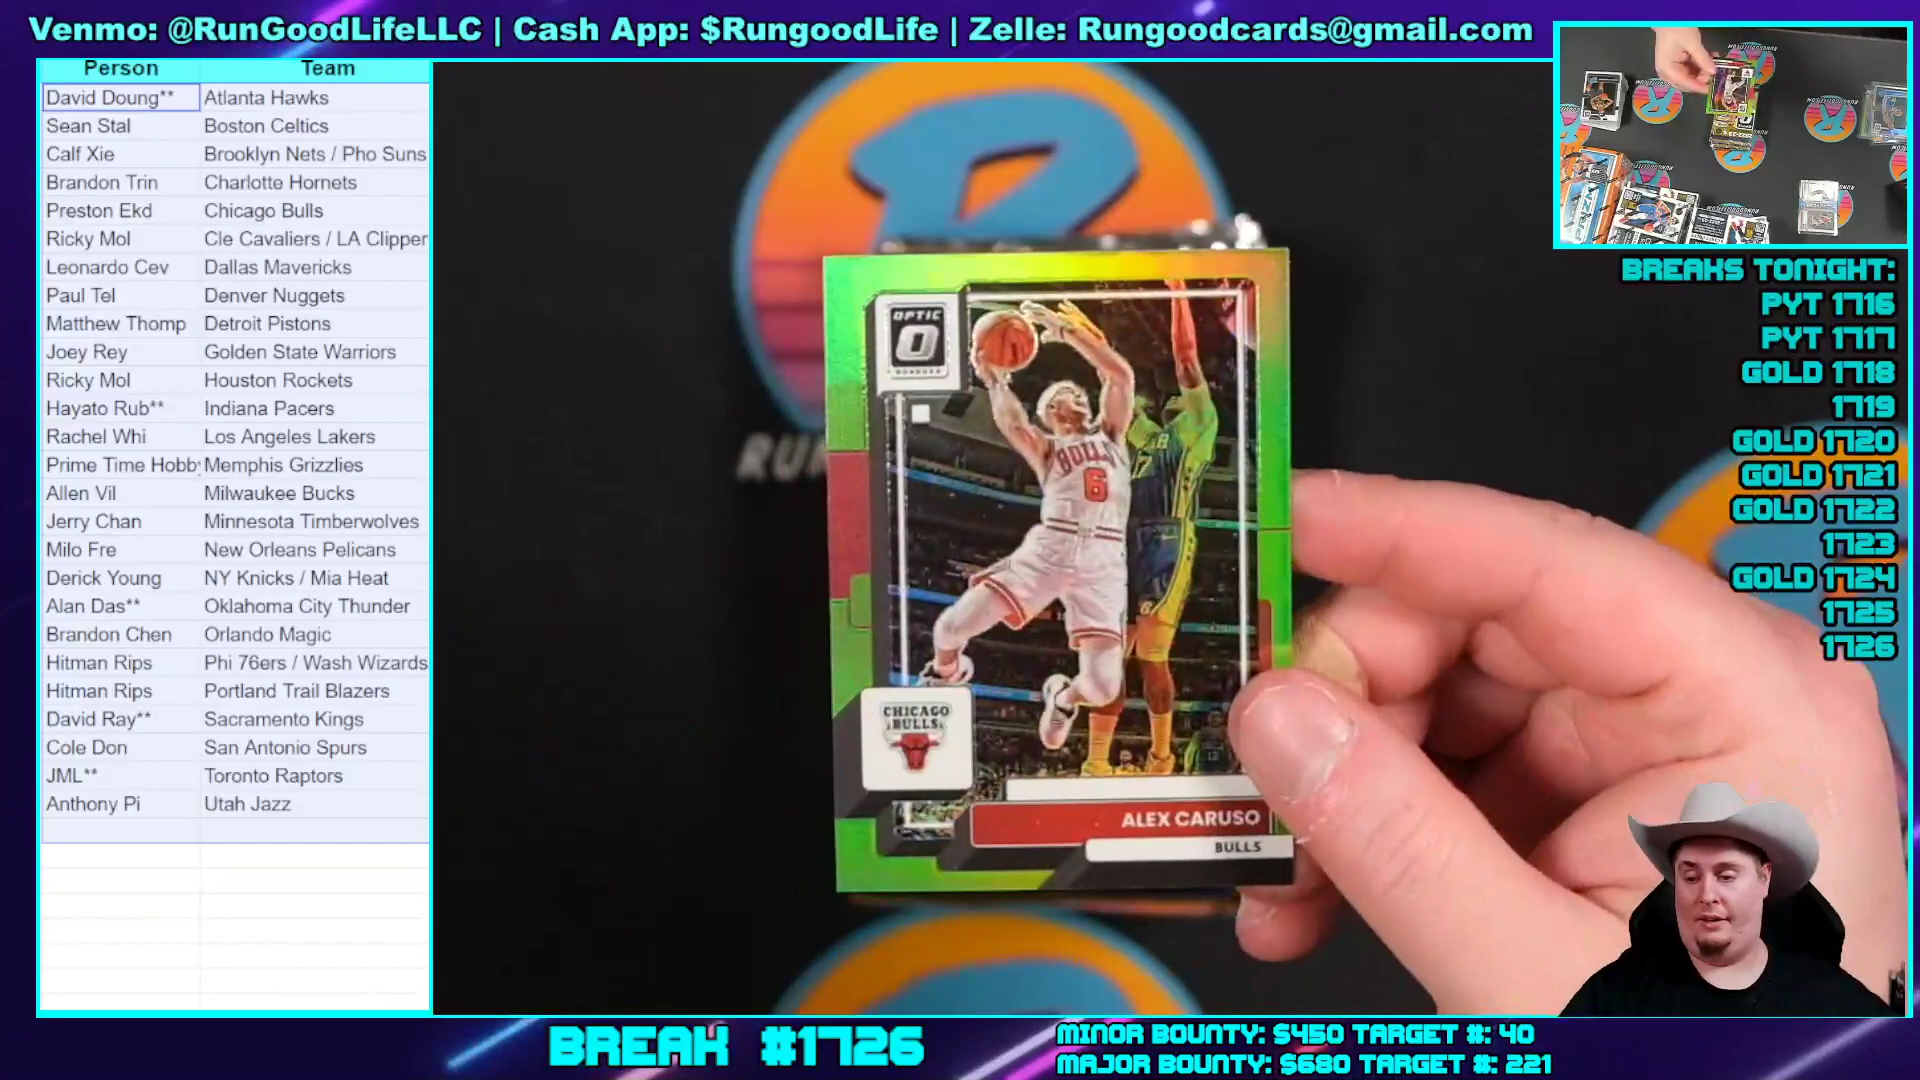 Venmo: @RunGoodLifeLLC | Cash App: $RungoodLife | Zelle: Rungoodcards@gmail.com
Person Team
David Doung** Atlanta Hawks
Sean Stal Boston Celtics
Calf Xie Brooklyn Nets / Pho Suns
Brandon Trin Charlotte Hornets
Preston Ekd Chicago Bulls
Ricky Mol Cle Cavaliers / LA Clipper
Leonardo Cev Dallas Mavericks
Paul Tel Denver Nuggets
Matthew Thomp Detroit Pistons
Joey Rey Golden State Warriors
Ricky Mol Houston Rockets
Hayato Rub** Indiana Pacers
Rachel Whi Los Angeles Lakers
Prime Time Hobby Memphis Grizzlies
Allen Vil Milwaukee Bucks
Jerry Chan Minnesota Timberwolves
Milo Fre New Orleans Pelicans
Derick Young NY Knicks / Mia Heat
Alan Das** Oklahoma City Thunder
Brandon Chen Orlando Magic
Hitman Rips Phi 76ers / Wash Wizards
Hitman Rips Portland Trail Blazers
David Ray** Sacramento Kings
Cole Don San Antonio Spurs
JML** Toronto Raptors
Anthony Pi Utah Jazz
RUN
OPTIC
DONRUSS
BULLS
6
CHICAGO
BULLS
ALEX CARUSO
BULLS
PRIZM
BREAKS TONIGHT:
PYT 1716
PYT 1717
GOLD 1718
1719
GOLD 1720
GOLD 1721
GOLD 1722
1723
GOLD 1724
1725
1726
BREAK #1726
MINOR BOUNTY: $450 TARGET #: 40
MAJOR BOUNTY: $680 TARGET #: 221